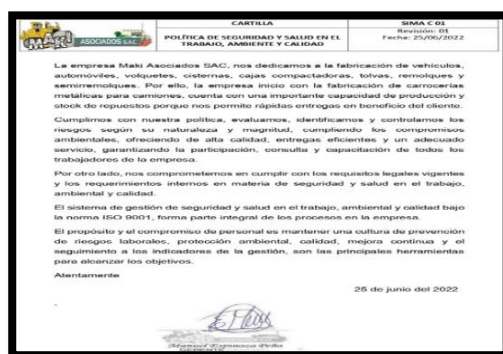 MAKI
ASOCIADOS SAC
CARTILLA
POLÍTICA DE SEGURIDAD Y SALUD EN EL
TRABAJO, AMBIENTE Y CALIDAD
SIMA C 01
Revisión: 01
Fecha: 25/06/2022
La empresa Maki Asociados SAC, nos dedicamos a la fabricación de vehículos,
automóviles, volquetes, cisternas, cajas compactadoras, tolvas, remolques y
semirremolques. Por ello, la empresa inicio con la fabricación de carrocerías
metálicas para camiones, cuenta con una importante capacidad de producción y
stock de repuestos porque nos permite rápidas entregas en beneficio del cliente.
Cumplimos con nuestra política, evaluamos, identificamos y controlamos los
riesgos según su naturaleza y magnitud, cumpliendo los compromisos
ambientales, ofreciendo de alta calidad, entregas eficientes y un adecuado
servicio, garantizando la participación, consulta y capacitación de todos los
trabajadores de la empresa.
Por otro lado, nos comprometemos en cumplir con los requisitos legales vigentes
y los requerimientos internos en materia de seguridad y salud en el trabajo,
ambiental y calidad.
El sistema de gestión de seguridad y salud en el trabajo, ambiental y calidad bajo
la norma ISO 9001, forma parte integral de los procesos en la empresa.
El propósito y el compromiso de personal es mantener una cultura de prevención
de riesgos laborales, protección ambiental, calidad, mejora continua y el
seguimiento a los indicadores de la gestión, son las principales herramientas
para alcanzar los objetivos.
Atentamente
25 de junio del 2022
Manuel Espinoza Peña
GERENTE